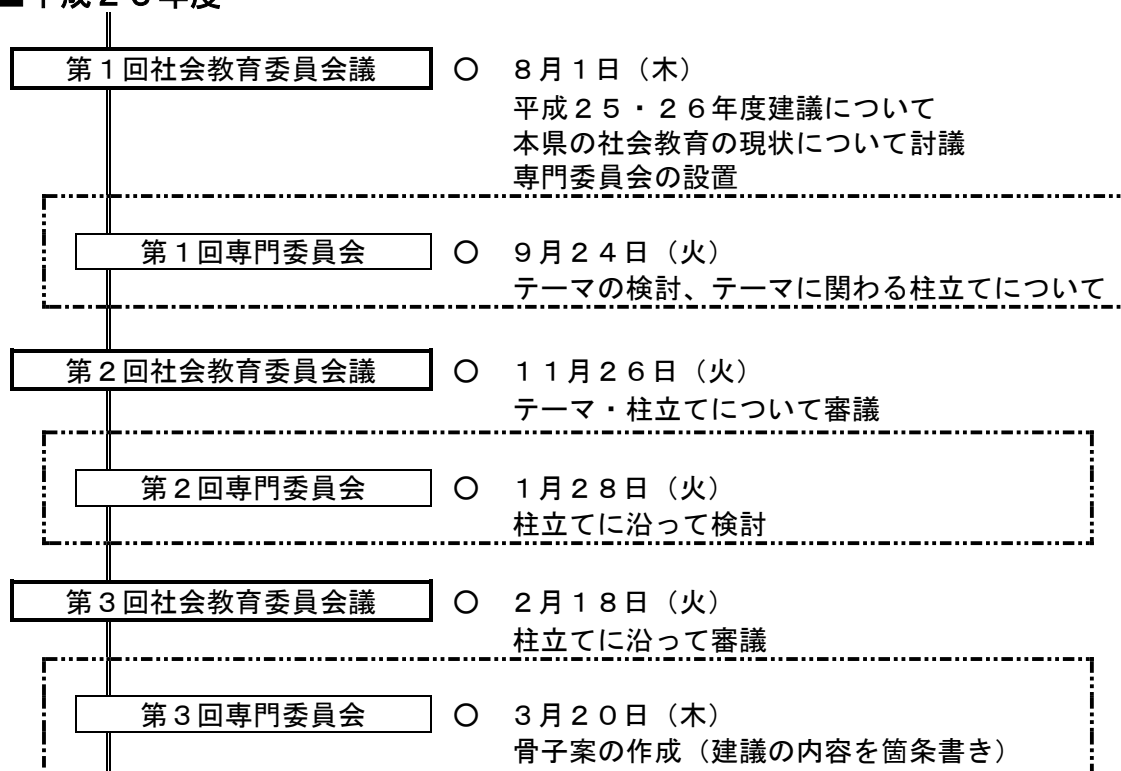 第１回社会教育委員会議 ○ ８月１日（木）
平成２５・２６年度建議について
本県の社会教育の現状について討議
専門委員会の設置
第１回専門委員会 ○ ９月２４日（火）
テーマの検討、テーマに関わる柱立てについて
第２回社会教育委員会議 ○ １１月２６日（火）
テーマ・柱立てについて審議
第２回専門委員会 ○ １月２８日（火）
柱立てに沿って検討
第３回社会教育委員会議 ○ ２月１８日（火）
柱立てに沿って審議
第３回専門委員会 ○ ３月２０日（木）
骨子案の作成（建議の内容を箇条書き）